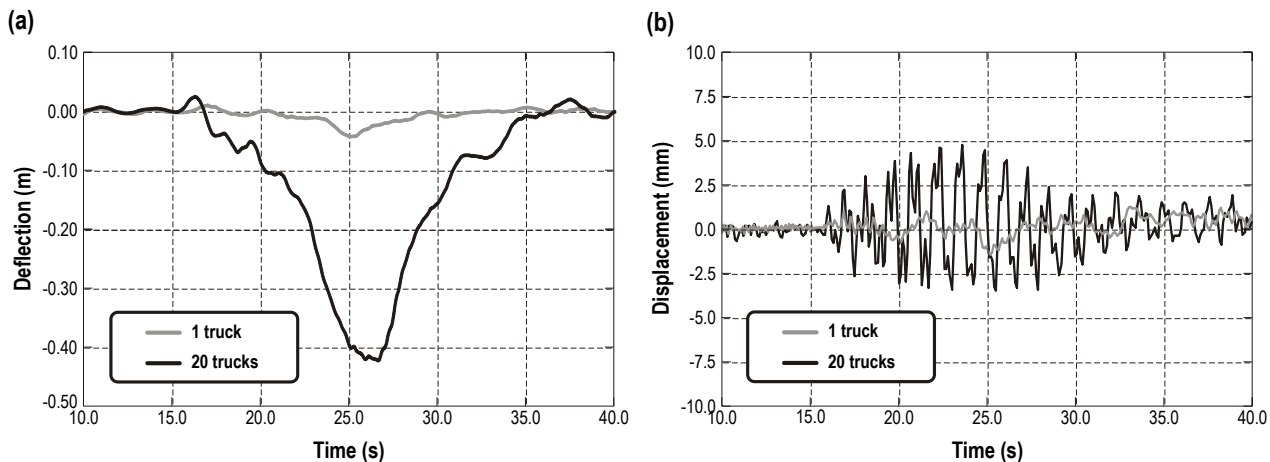 (a)
Deflection (m)
0.10
0.00
-0.10
-0.20
-0.30
-0.40
-0.50
1 truck
20 trucks
10.0 15.0 20.0 25.0 30.0 35.0 40.0
Time (s)
(b)
Displacement (mm)
10.0
7.5
5.0
2.5
0.0
-2.5
-5.0
-7.5
-10.0
1 truck
20 trucks
10.0 15.0 20.0 25.0 30.0 35.0 40.0
Time (s)